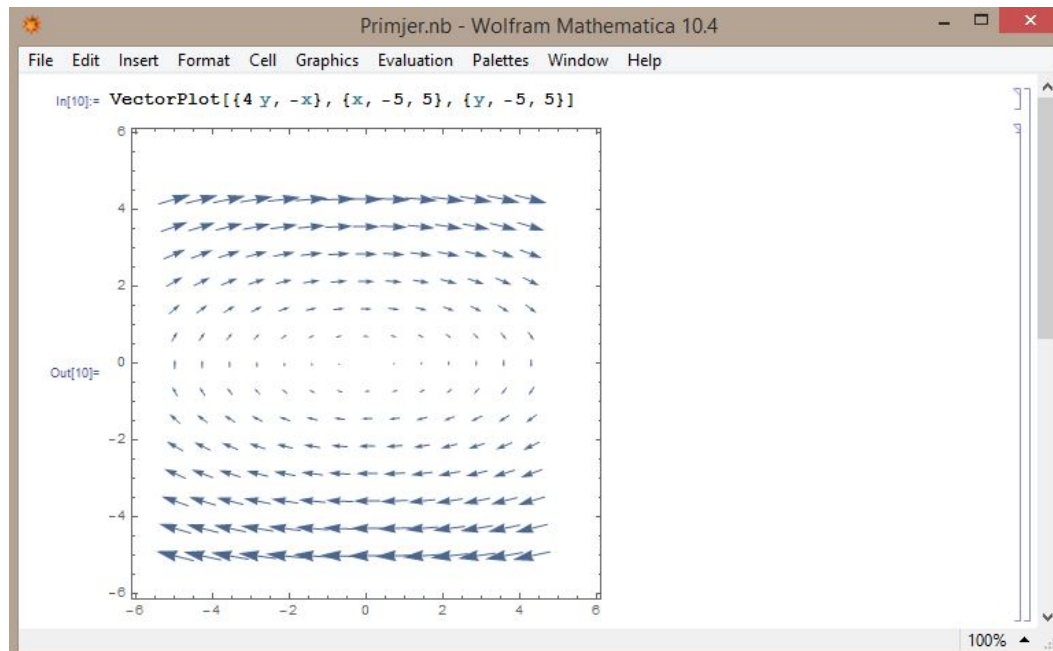 Primjer.nb - Wolfram Mathematica 10.4
File Edit Insert Format Cell Graphics Evaluation Palettes Window Help
In[10]:= VectorPlot[{4 y, -x}, {x, -5, 5}, {y, -5, 5}]
6
4
2
0
Out[10]=
-2
-4
-6
-6 -4 -2 0 2 4 6
100%